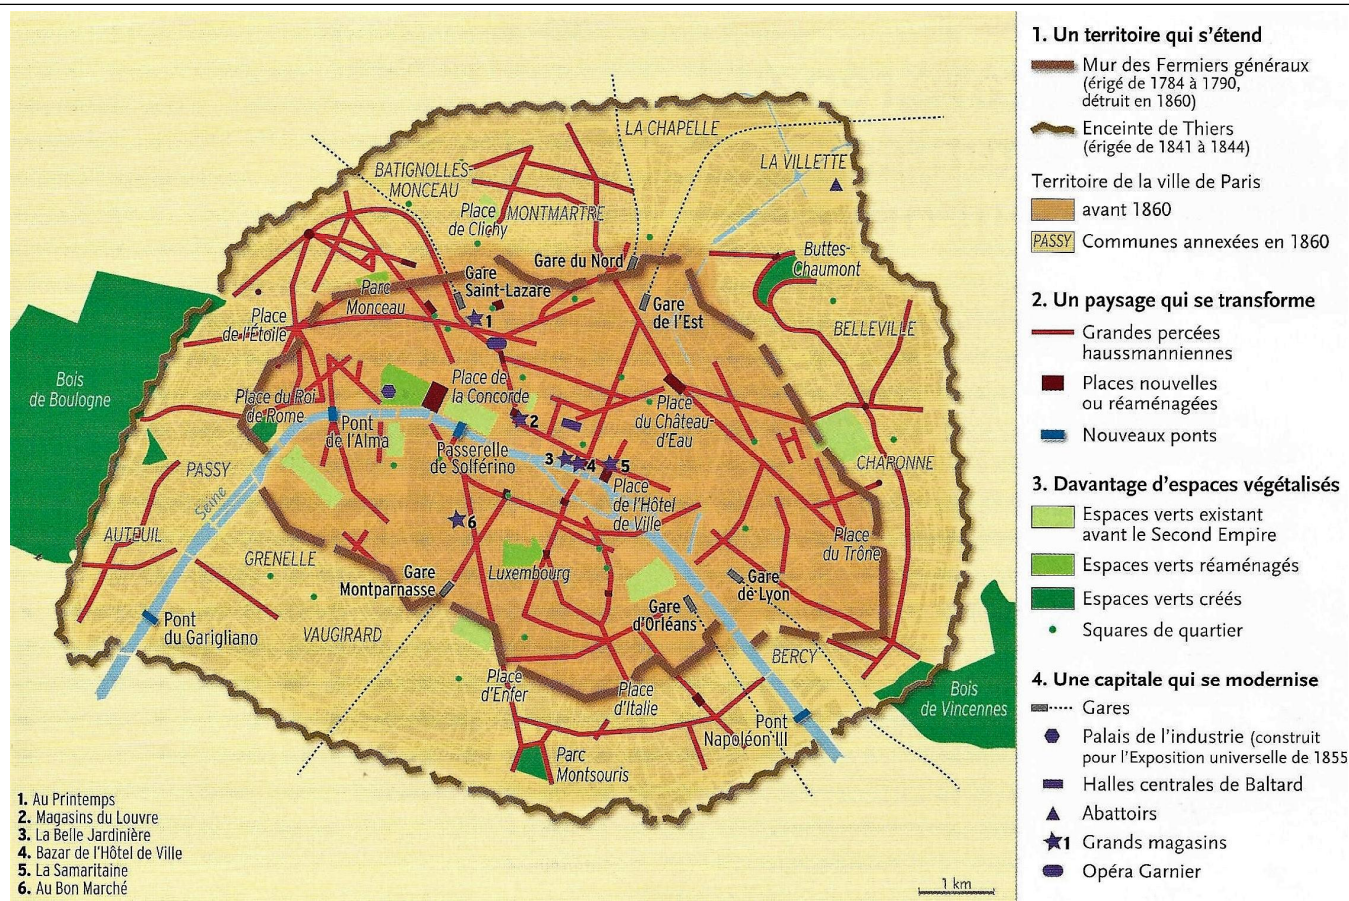 LA CHAPELLE
LA VILLETTE
BATIGNOLLES-
MONCEAU
Place
de Clichy
MONTMARTRE
Buttes-
Chaumont
Gare du Nord
Gare
Saint-Lazare
Parc
Monceau
Gare
de l'Est
Place
de l'Étoile
1
BELLEVILLE
Bois
de Boulogne
Place du Roi
de Rome
Place de
la Concorde
2
Place
du Château-
d'Eau
Pont
de l'Alma
Passerelle
de Solférino
3
4
5
CHARONNE
PASSY
Seine
Place
de l'Hôtel
de Ville
6
AUTEUIL
GRENELLE
Place
du Trône
Gare
Montparnasse
Luxembourg
Gare
de Lyon
Gare
d'Orléans
Pont
du Garigliano
VAUGIRARD
BERCY
Place
d'Enfer
Place
d'Italie
Bois
de Vincennes
Pont
Napoléon III
Parc
Montsouris
1. Au Printemps
2. Magasins du Louvre
3. La Belle Jardinière
4. Bazar de l'Hôtel de Ville
5. La Samaritaine
6. Au Bon Marché
1 km
1. Un territoire qui s'étend
Mur des Fermiers généraux
(érigé de 1784 à 1790,
détruit en 1860)
Enceinte de Thiers
(érigée de 1841 à 1844)
Territoire de la ville de Paris
avant 1860
PASSY Communes annexées en 1860
2. Un paysage qui se transforme
Grandes percées
haussmanniennes
Places nouvelles
ou réaménagées
Nouveaux ponts
3. Davantage d'espaces végétalisés
Espaces verts existant
avant le Second Empire
Espaces verts réaménagés
Espaces verts créés
Squares de quartier
4. Une capitale qui se modernise
Gares
Palais de l'industrie (construit
pour l'Exposition universelle de 1855
Halles centrales de Baltard
Abattoirs
1 Grands magasins
Opéra Garnier